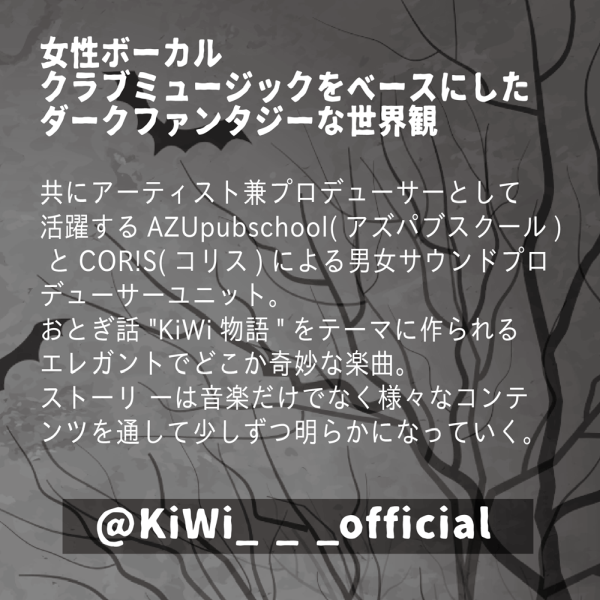 女性ボーカル
クラブミュージックをベースにした
ダークファンタジーな世界観
共にアーティスト兼プロデューサーとして
活躍する AZUpubschool( アズパブスクール )
と COR!S( コリス ) による男女サウンドプロ
デューサーユニット。
おとぎ話 "KiWi 物語 " をテーマに作られる
エレガントでどこか奇妙な楽曲。
ストーリ ーは音楽だけでなく様々なコンテ
ンツを通して少しずつ明らかになっていく。
@KiWi_ _ _official